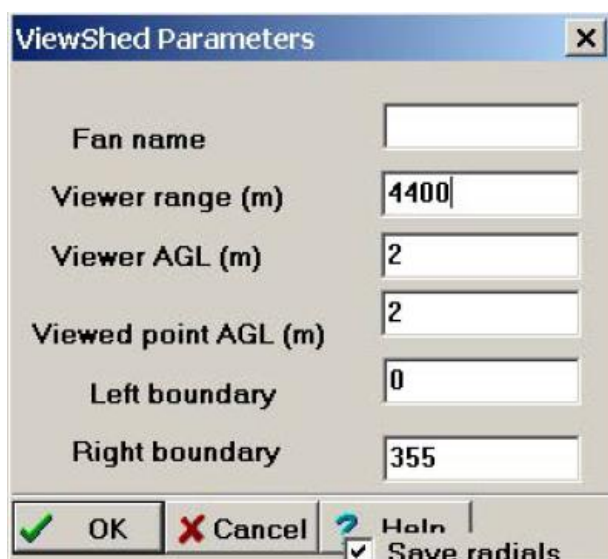 ViewShed Parameters
Fan name
Viewer range (m) 4400
Viewer AGL (m) 2
Viewed point AGL (m) 2
Left boundary 0
Right boundary 355
OK Cancel ? Help
Save radials